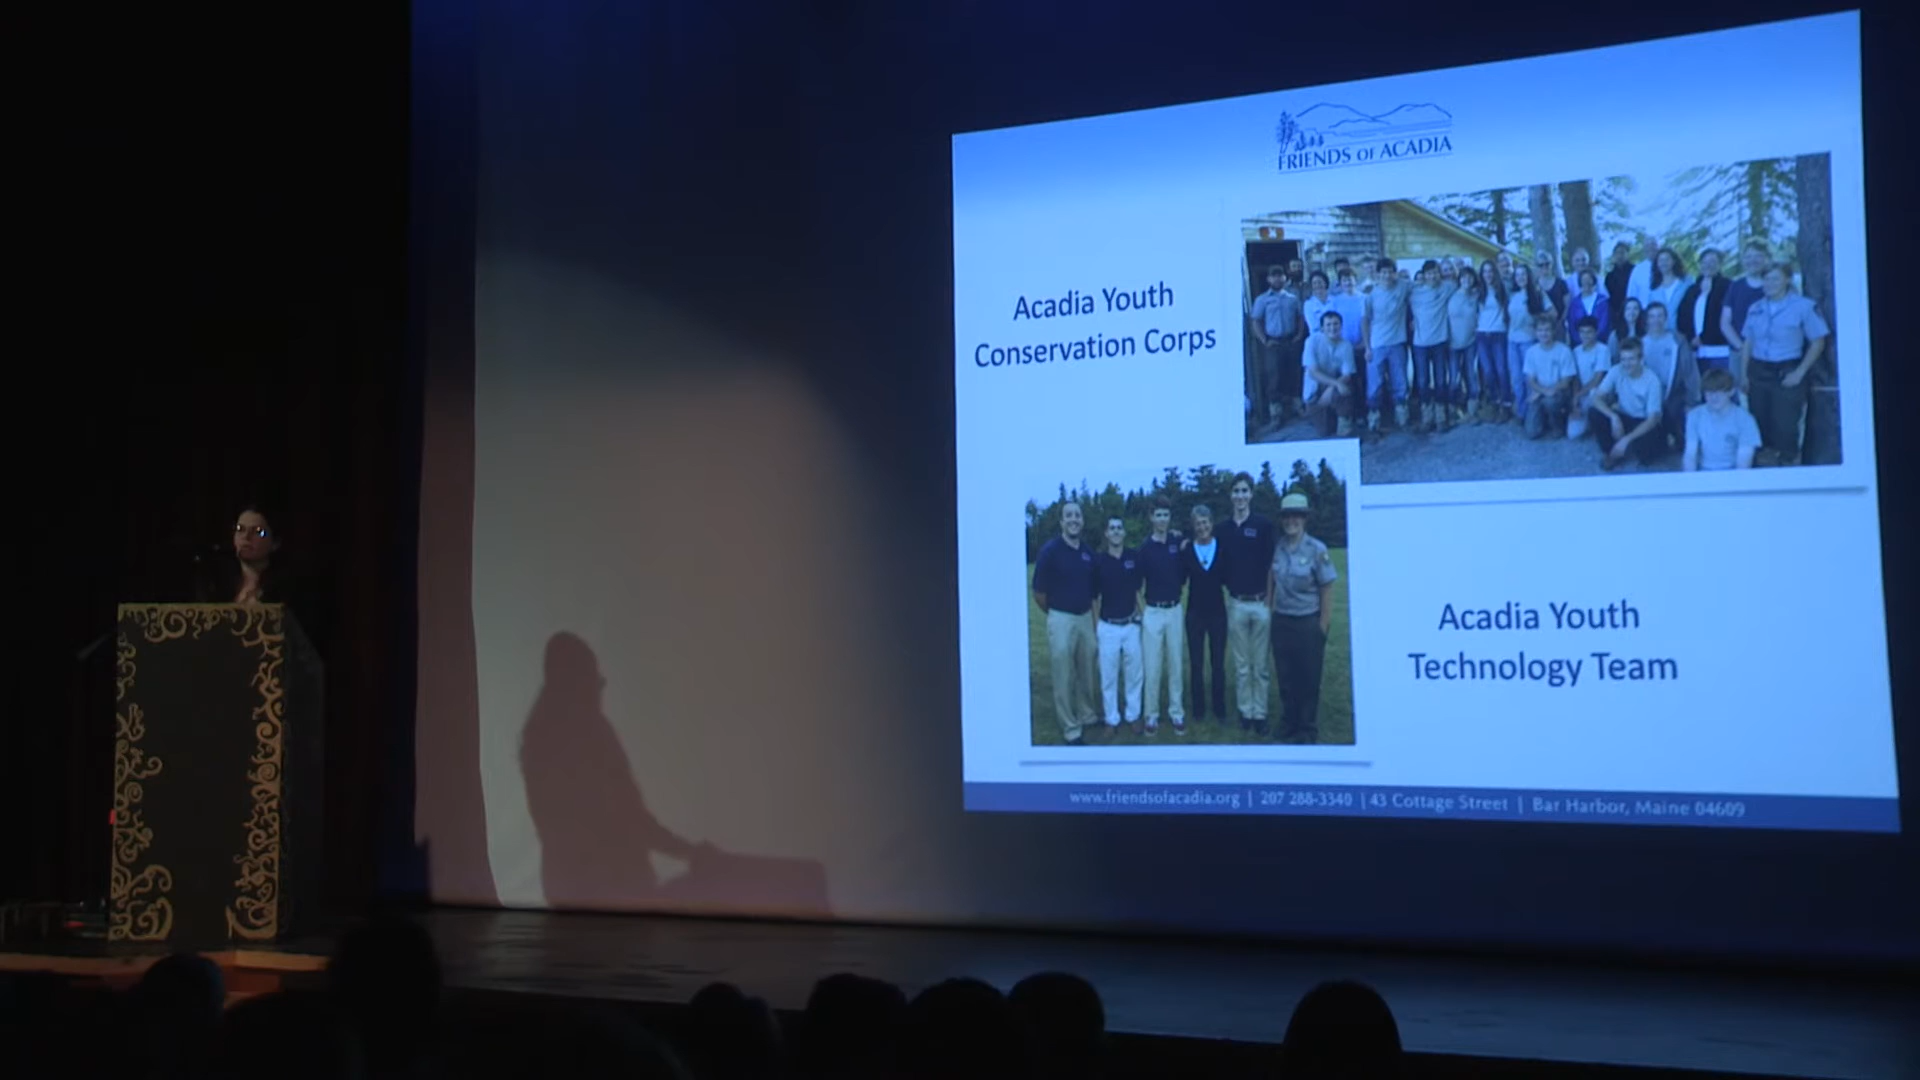 FRIENDS OF ACADIA
Acadia Youth
Conservation Corps
Acadia Youth
Technology Team
www.friendsofacadia.org | 207 288-3340 | 43 Cottage Street | Bar Harbor, Maine 04609